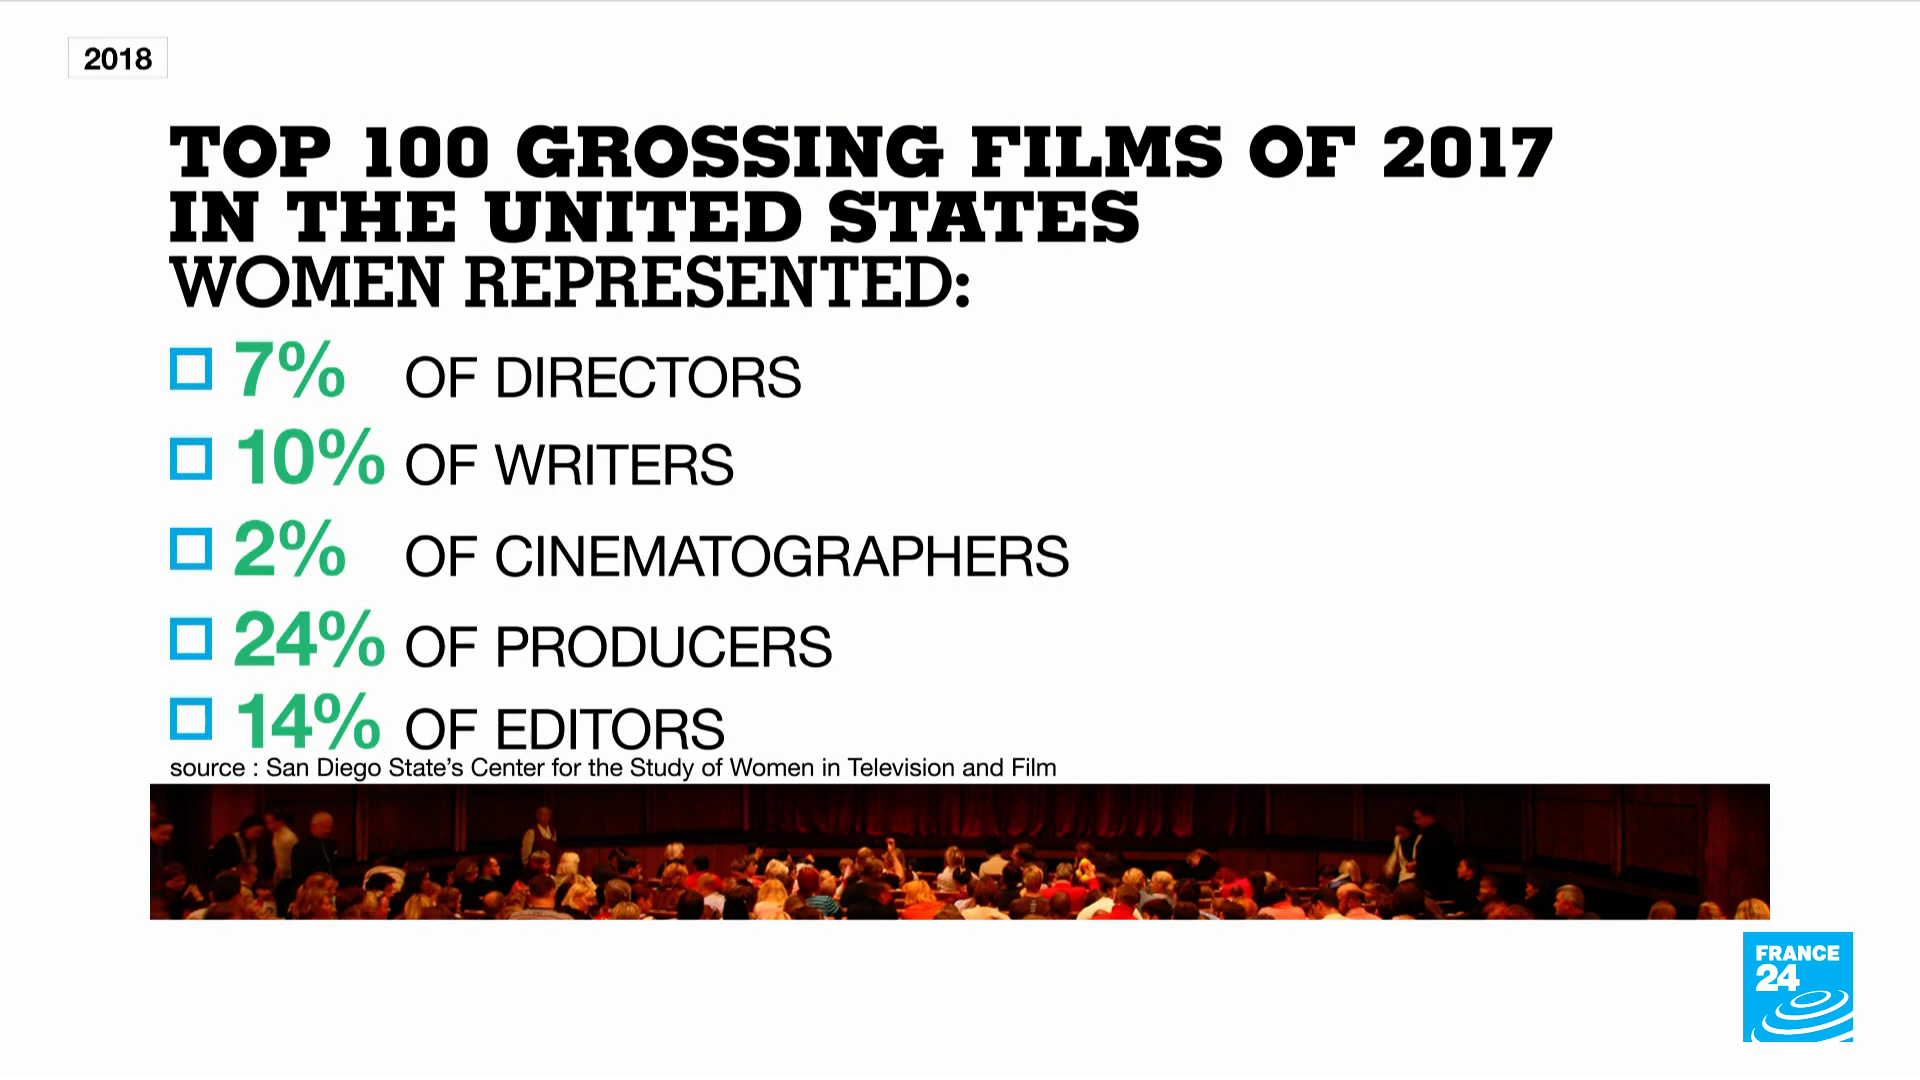 2018
TOP 100 GROSSING FILMS OF 2017
IN THE UNITED STATES
WOMEN REPRESENTED:
7% OF DIRECTORS
10% OF WRITERS
2% OF CINEMATOGRAPHERS
24% OF PRODUCERS
14% OF EDITORS
source : San Diego State’s Center for the Study of Women in Television and Film
FRANCE
24